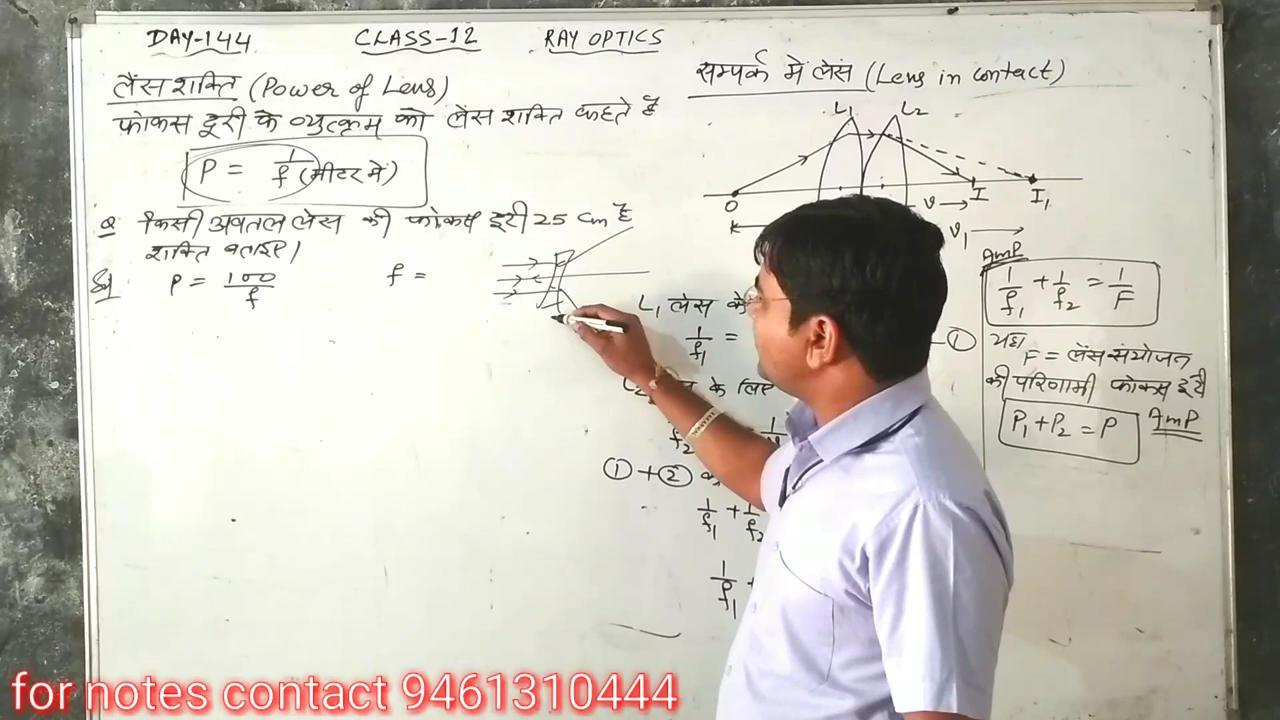 DAY-144 CLASS-12 RAY OPTICS
लैंस शक्ति (Power of Lens)
फोकस दूरी के व्युत्क्रम को लेंस शक्ति कहते है
P = 1/f (मीटर में)
Q किसी अवतल लेंस की फोकस दूरी 25 cm है
शक्ति बताइए।
P = 100/f f =
सम्पर्क में लेंस (Lens in contact)
L₁ L₂
O I I₁
v
v₁
L₁ लेंस के
1/f₁ = - ①
L₂ के लिए
f₂
① + ②
1/f₁ + 1/f₂
1/f₁ +
Amp
1/f₁ + 1/f₂ = 1/F
यहा
F = लेंस संयोजन
की परिणामी फोकस दूरी
P₁ + P₂ = P Amp
for notes contact 9461310444